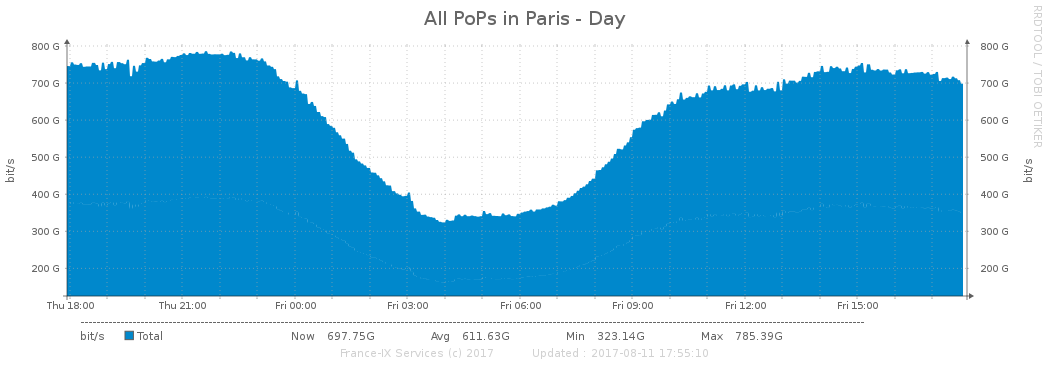 All PoPs in Paris - Day
RRDTOOL / TOBI OETIKER
bit/s
800 G
700 G
600 G
500 G
400 G
300 G
200 G
800 G
700 G
600 G
500 G
400 G
300 G
200 G
bit/s
Thu 18:00 Thu 21:00 Fri 00:00 Fri 03:00 Fri 06:00 Fri 09:00 Fri 12:00 Fri 15:00
bit/s Total Now 697.75G Avg 611.63G Min 323.14G Max 785.39G
France-IX Services (c) 2017 Updated : 2017-08-11 17:55:10